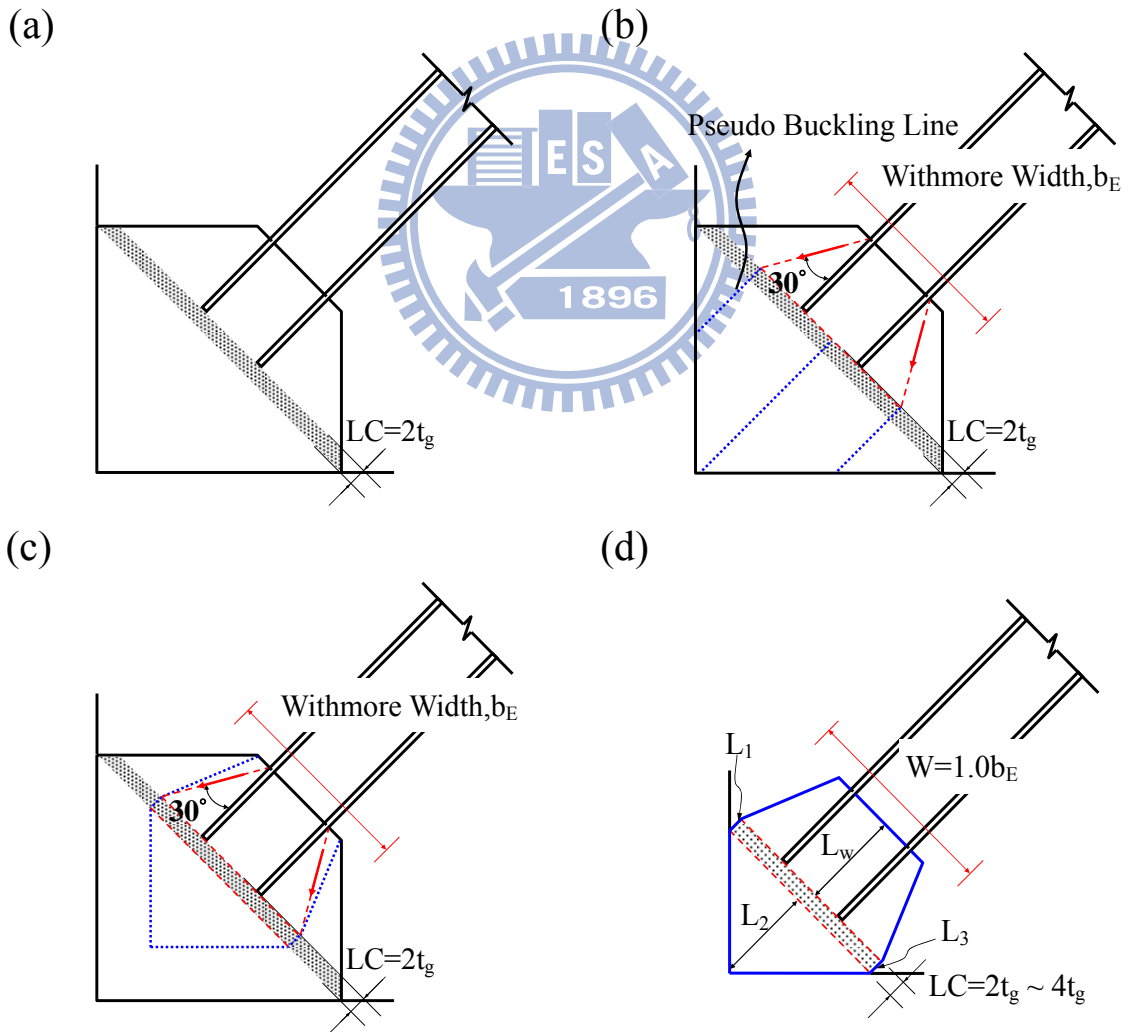 (a)
(b)
Pseudo Buckling Line
E S A
1896
Withmore Width,b_E
30°
LC=2t_g
LC=2t_g
(c)
(d)
Withmore Width,b_E
30°
LC=2t_g
L_1
W=1.0b_E
L_W
L_2
L_3
LC=2t_g ~ 4t_g